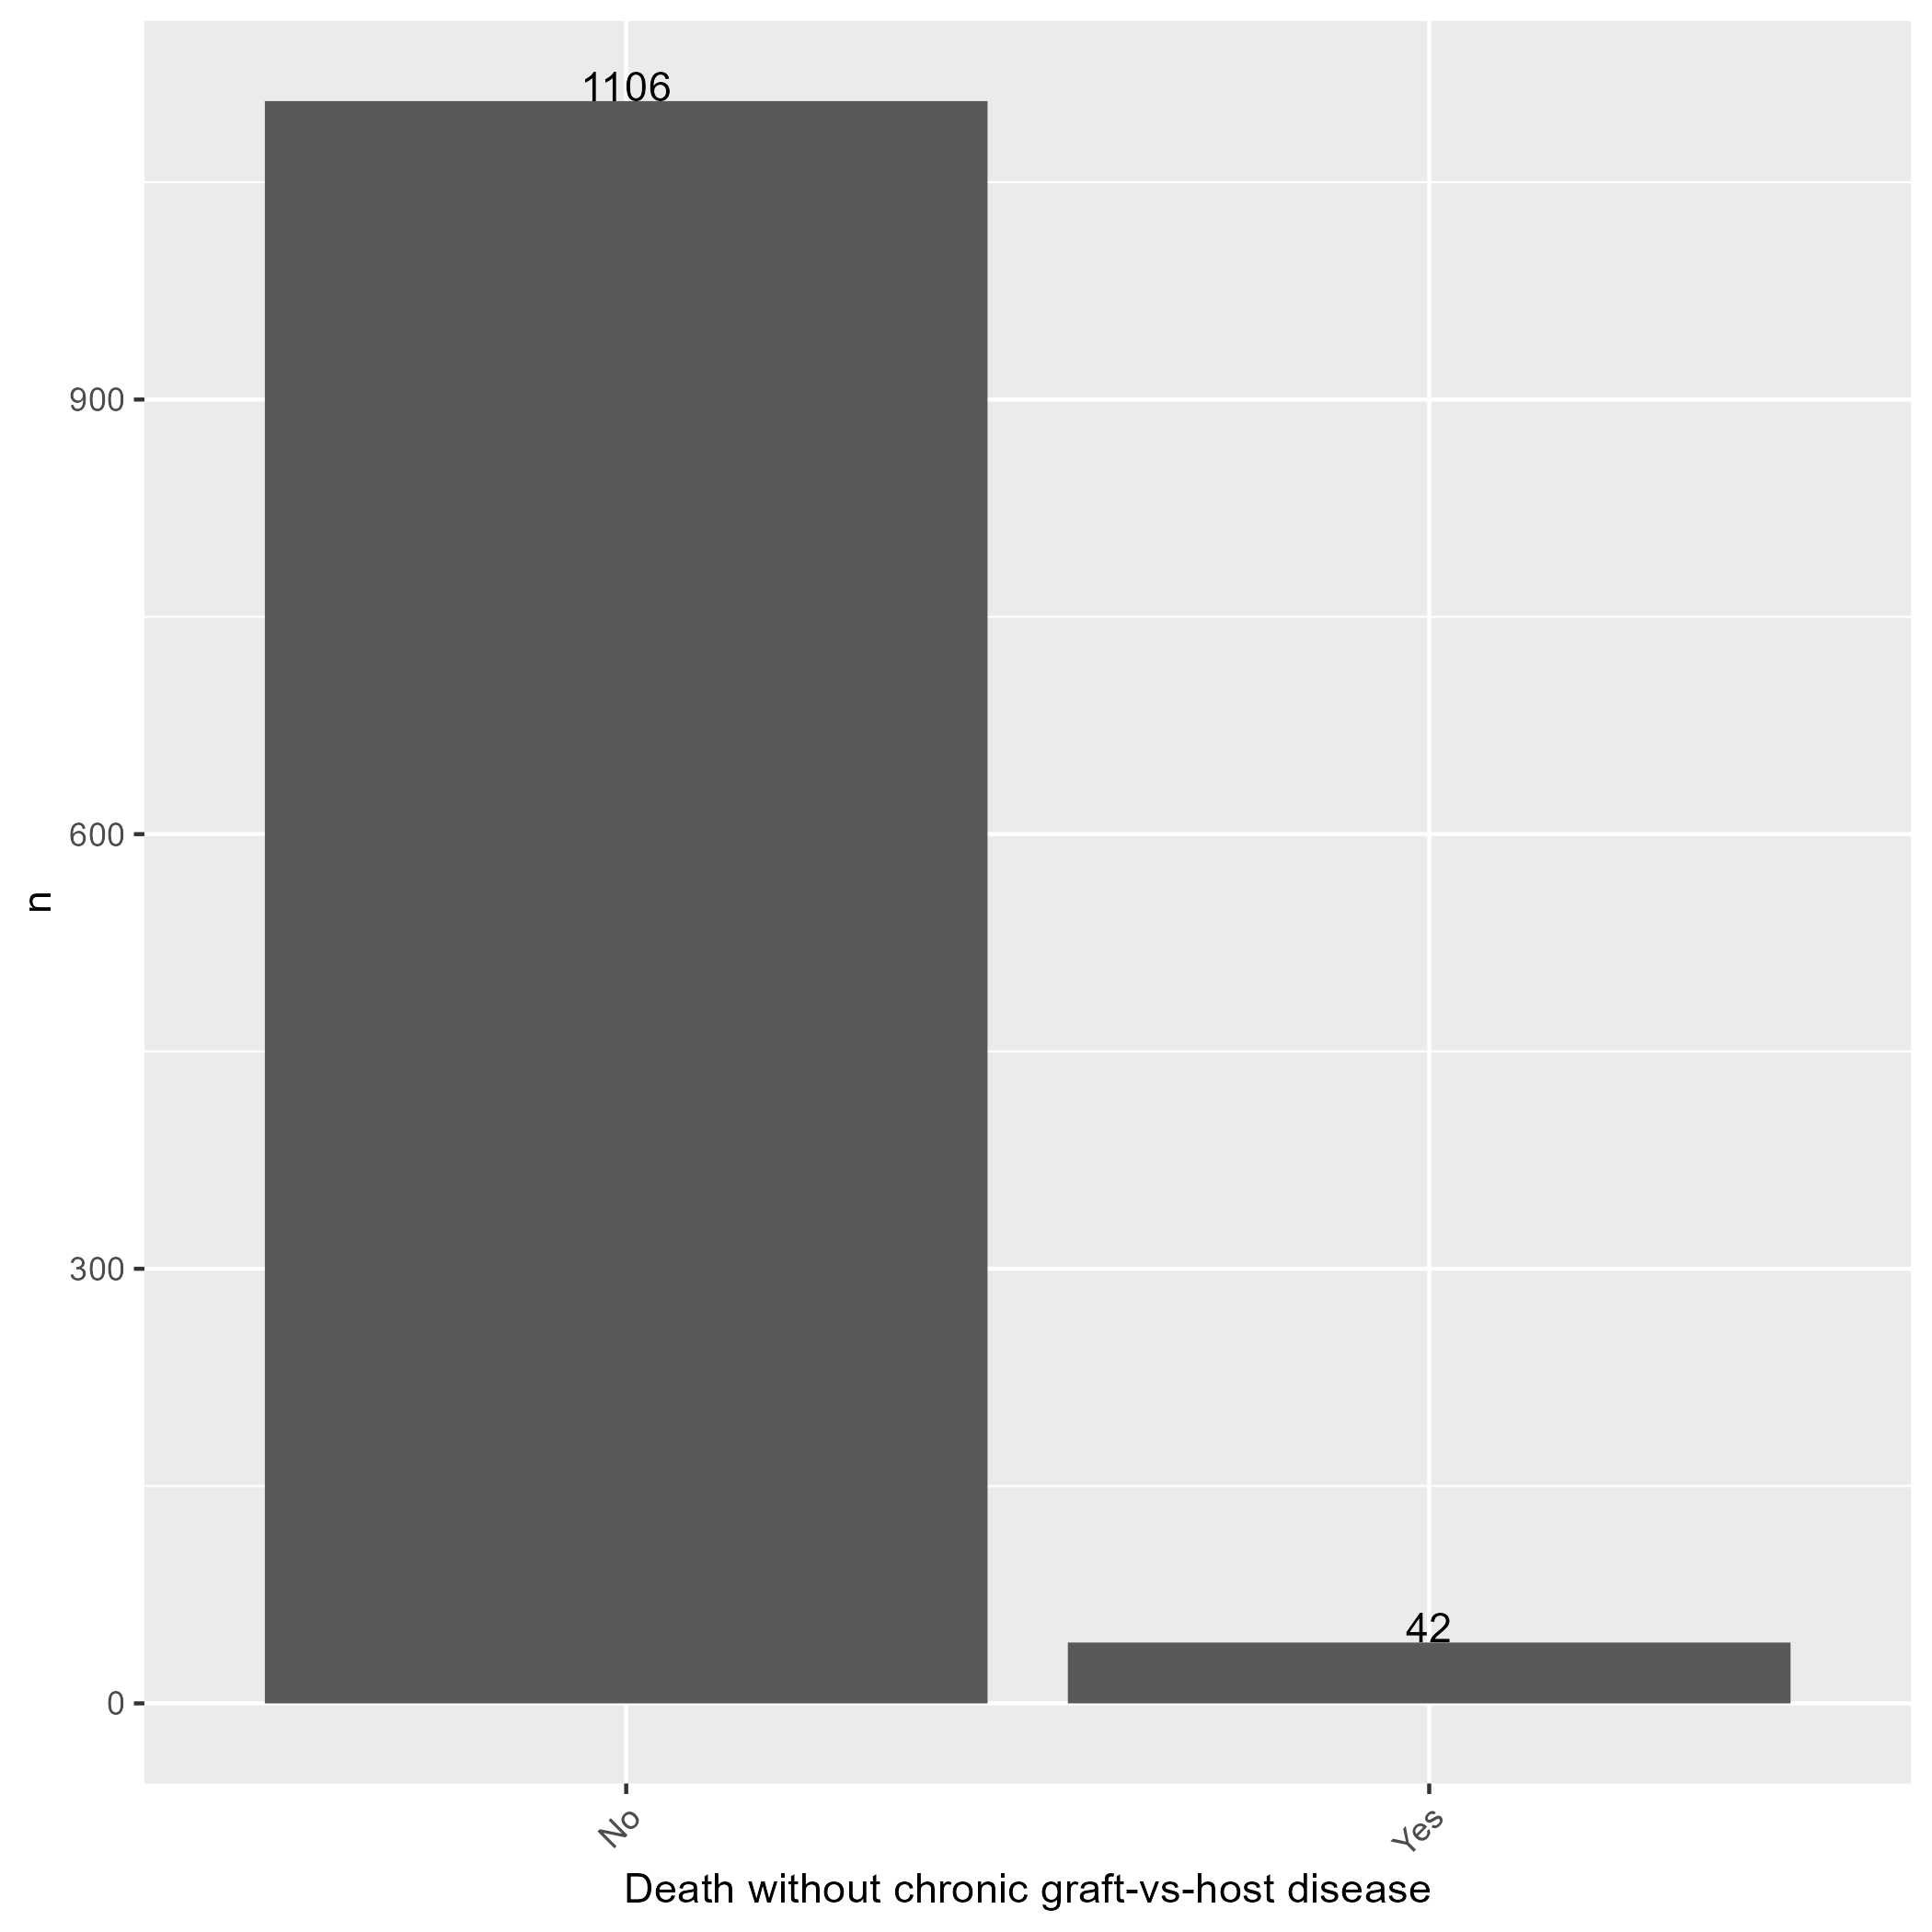 1106
900
600
n
300
42
0
No
Yes
Death without chronic graft-vs-host disease